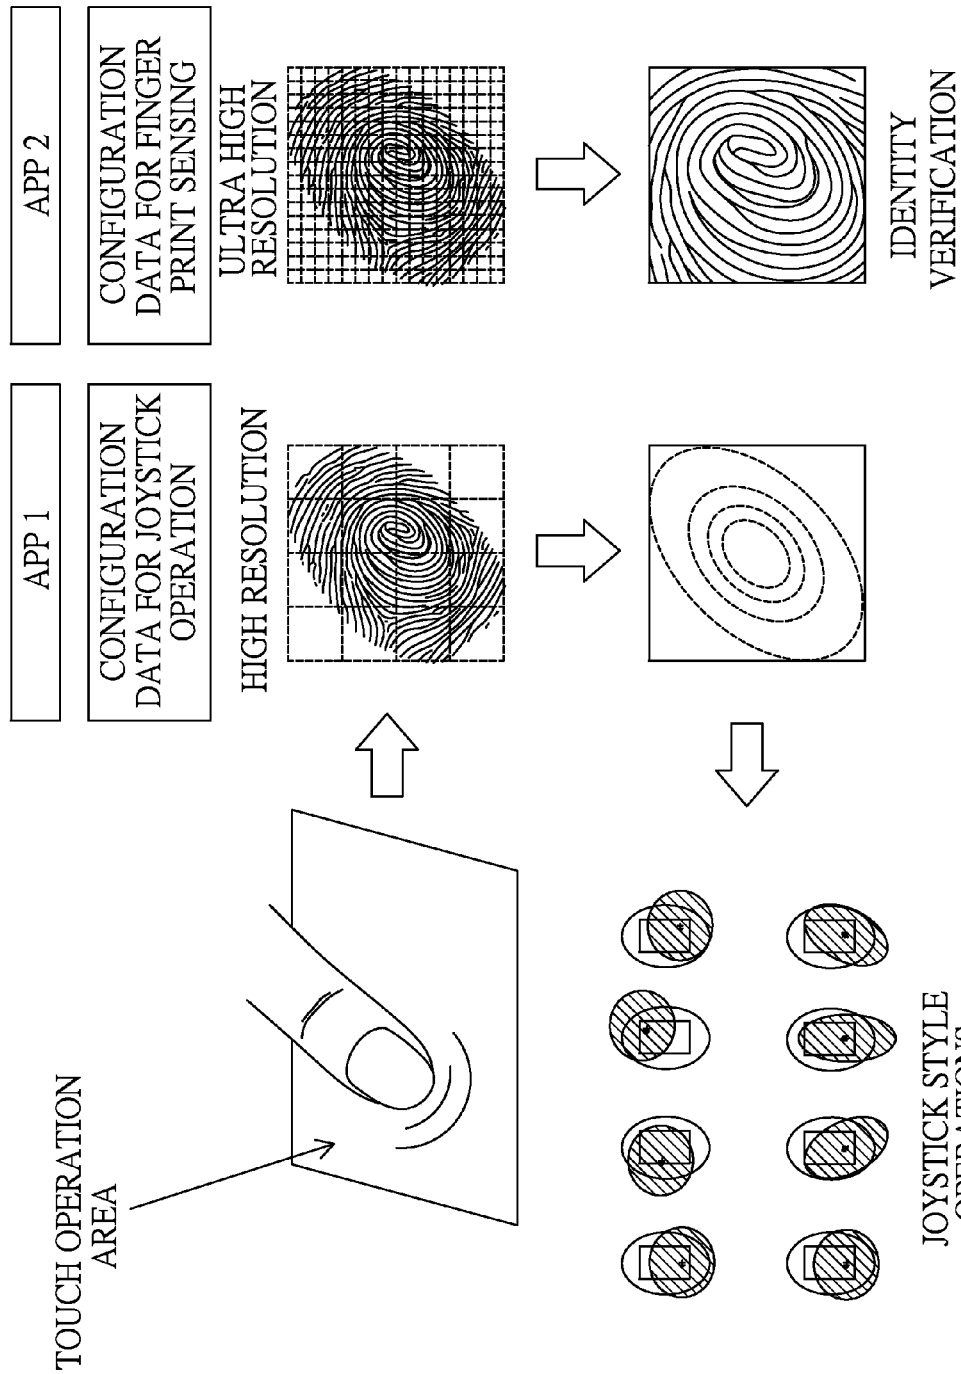 TOUCH OPERATION
AREA
APP 1
CONFIGURATION
DATA FOR JOYSTICK
OPERATION
HIGH RESOLUTION
APP 2
CONFIGURATION
DATA FOR FINGER
PRINT SENSING
ULTRA HIGH
RESOLUTION
JOYSTICK STYLE
OPERATIONS
IDENTITY
VERIFICATION